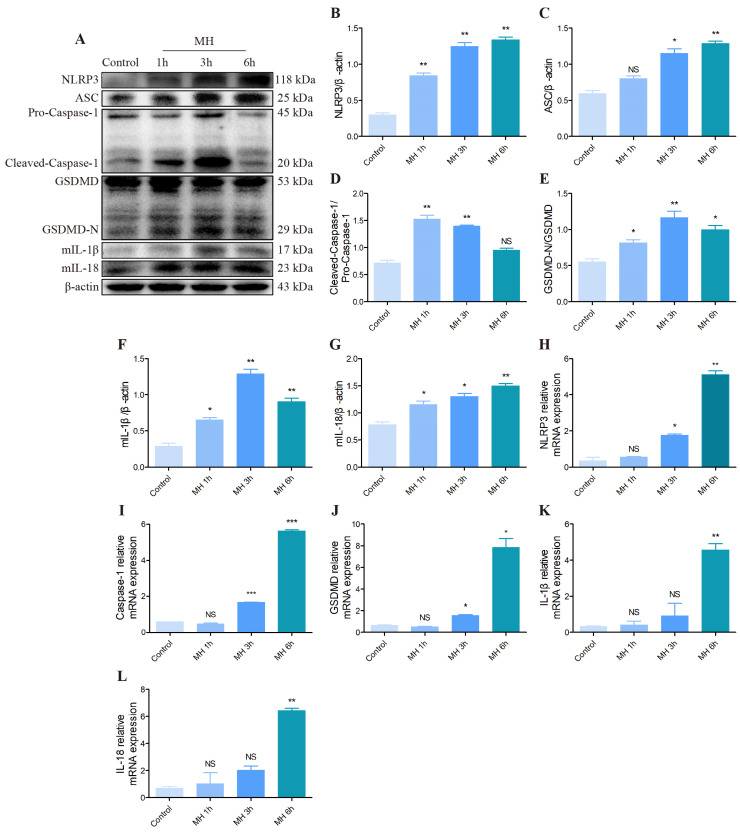 A
MH
Control 1h 3h 6h
NLRP3 118 kDa
ASC 25 kDa
Pro-Caspase-1 45 kDa
Cleaved-Caspase-1 20 kDa
GSDMD 53 kDa
GSDMD-N 29 kDa
mIL-1β 17 kDa
mIL-18 23 kDa
β-actin 43 kDa
B
NLRP3/β -actin
1.5
1.0
0.5
0.0
** ** **
Control MH 1h MH 3h MH 6h
C
ASC/β -actin
1.5
1.0
0.5
0.0
NS * **
Control MH 1h MH 3h MH 6h
D
Cleaved-Caspase-1/
Pro-Caspase-1
2.0
1.5
1.0
0.5
0.0
** ** NS
Control MH 1h MH 3h MH 6h
E
GSDMD-N/GSDMD
1.5
1.0
0.5
0.0
* ** *
Control MH 1h MH 3h MH 6h
F
mIL-1β /β -actin
1.5
1.0
0.5
0.0
* ** **
Control MH 1h MH 3h MH 6h
G
mIL-18/β -actin
2.0
1.5
1.0
0.5
0.0
* * **
Control MH 1h MH 3h MH 6h
H
NLRP3 relative
mRNA expression
6
4
2
0
NS * **
Control MH 1h MH 3h MH 6h
I
Caspase-1 relative
mRNA expression
6
4
2
0
NS *** ***
Control MH 1h MH 3h MH 6h
J
GSDMD relative
mRNA expression
10
8
6
4
2
0
NS * *
Control MH 1h MH 3h MH 6h
K
IL-1β relative
mRNA expression
6
4
2
0
NS NS **
Control MH 1h MH 3h MH 6h
L
IL-18 relative
mRNA expression
8
6
4
2
0
NS NS **
Control MH 1h MH 3h MH 6h